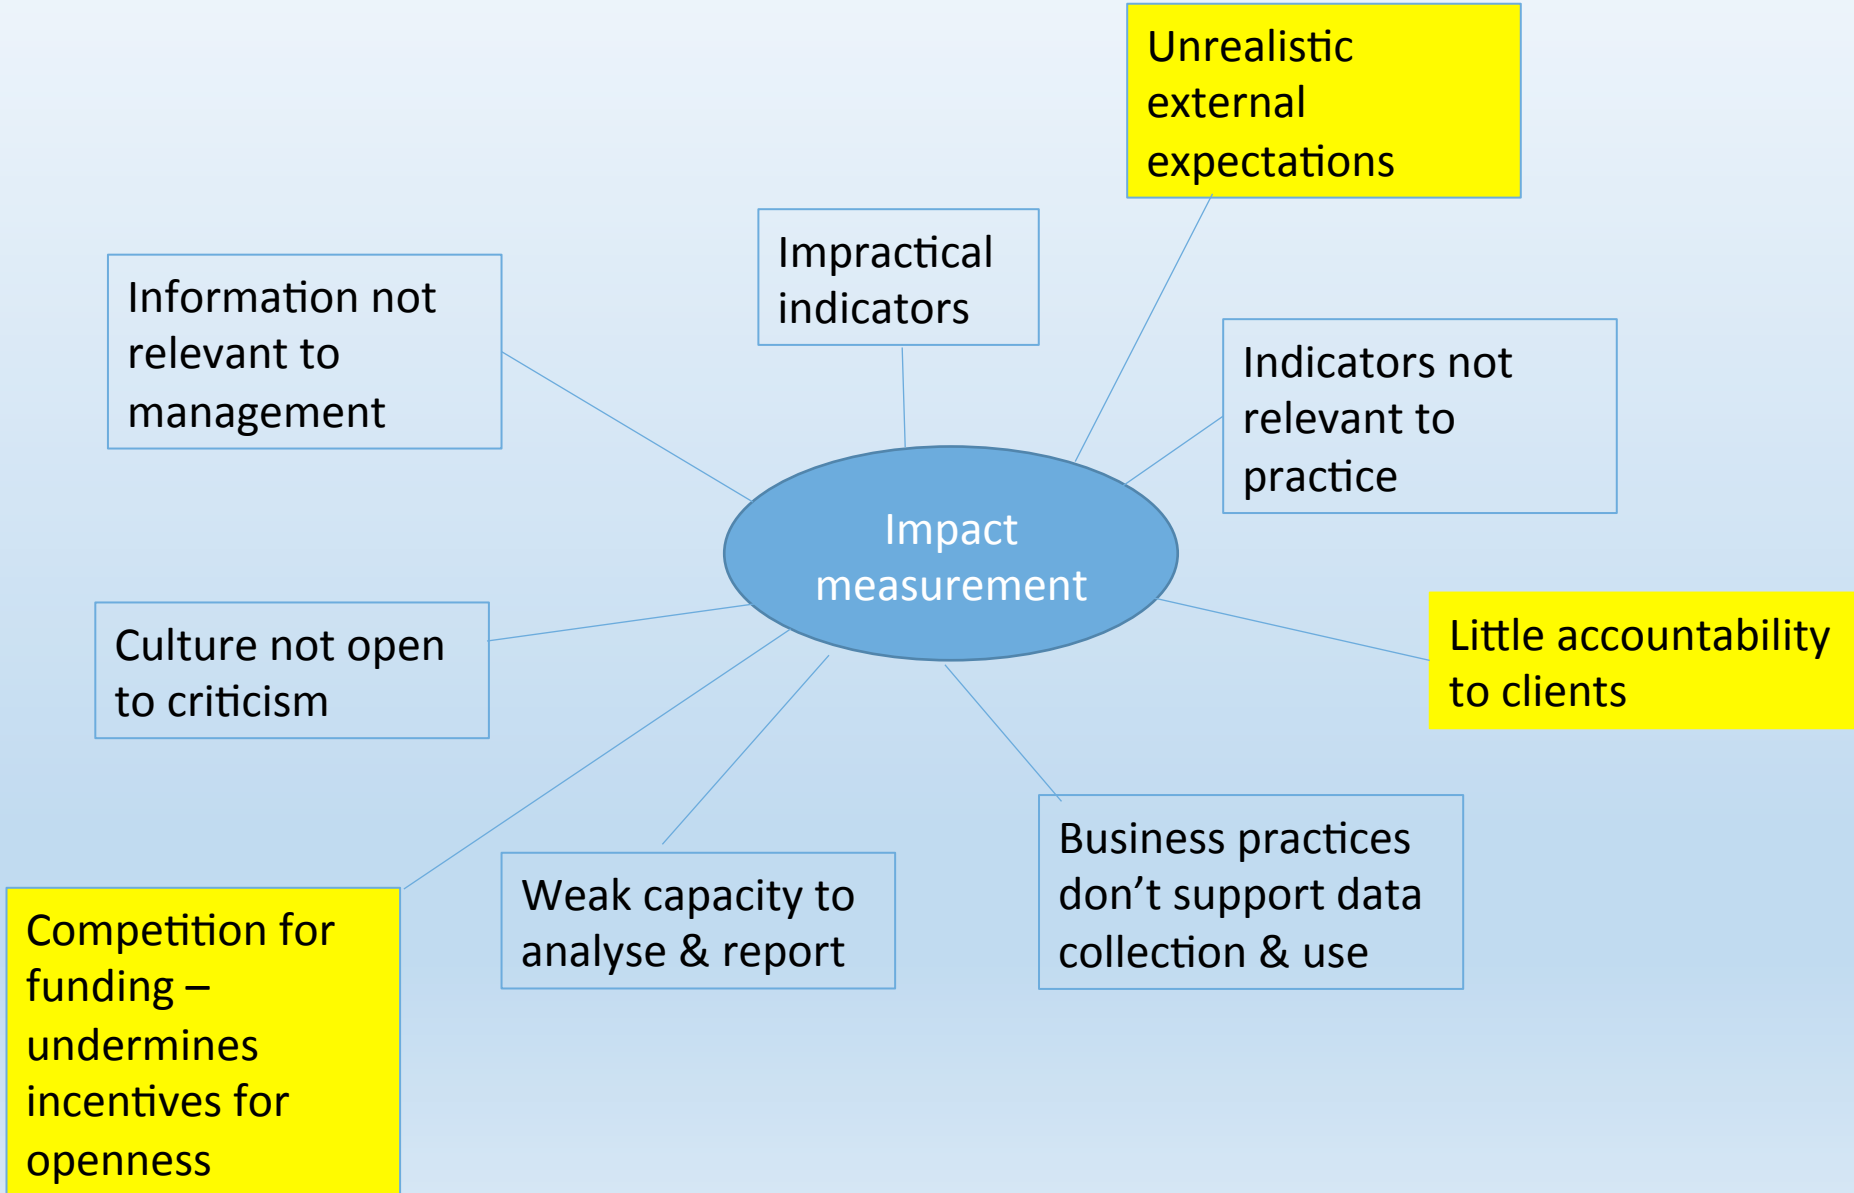 Unrealistic
external
expectations
Impractical
indicators
Information not
relevant to
management
Indicators not
relevant to
practice
Impact
measurement
Culture not open
to criticism
Little accountability
to clients
Business practices
don’t support data
collection & use
Weak capacity to
analyse & report
Competition for
funding –
undermines
incentives for
openness